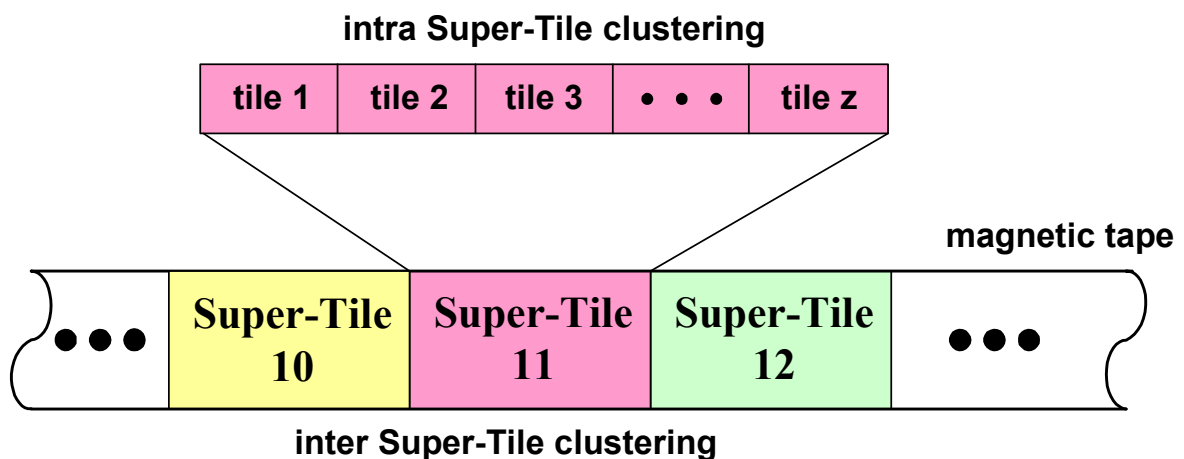 intra Super-Tile clustering
tile 1 tile 2 tile 3 • • • tile z
magnetic tape
••• Super-Tile 10 Super-Tile 11 Super-Tile 12 •••
inter Super-Tile clustering